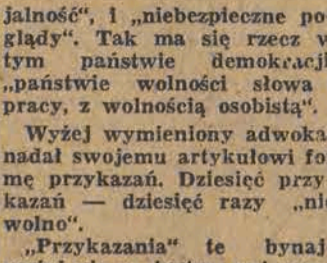 jalność", i „niebezpieczne po
glądy". Tak ma się rzecz w
tym państwie demokracji
„państwie wolności słowa
pracy, z wolnością osobistą".
Wyżej wymieniony adwoka
nadał swojemu artykułowi fo
mę przykazań. Dziesięć przy
kazań — dziesięć razy „ni
wolno".
„Przykazania" te bynaj